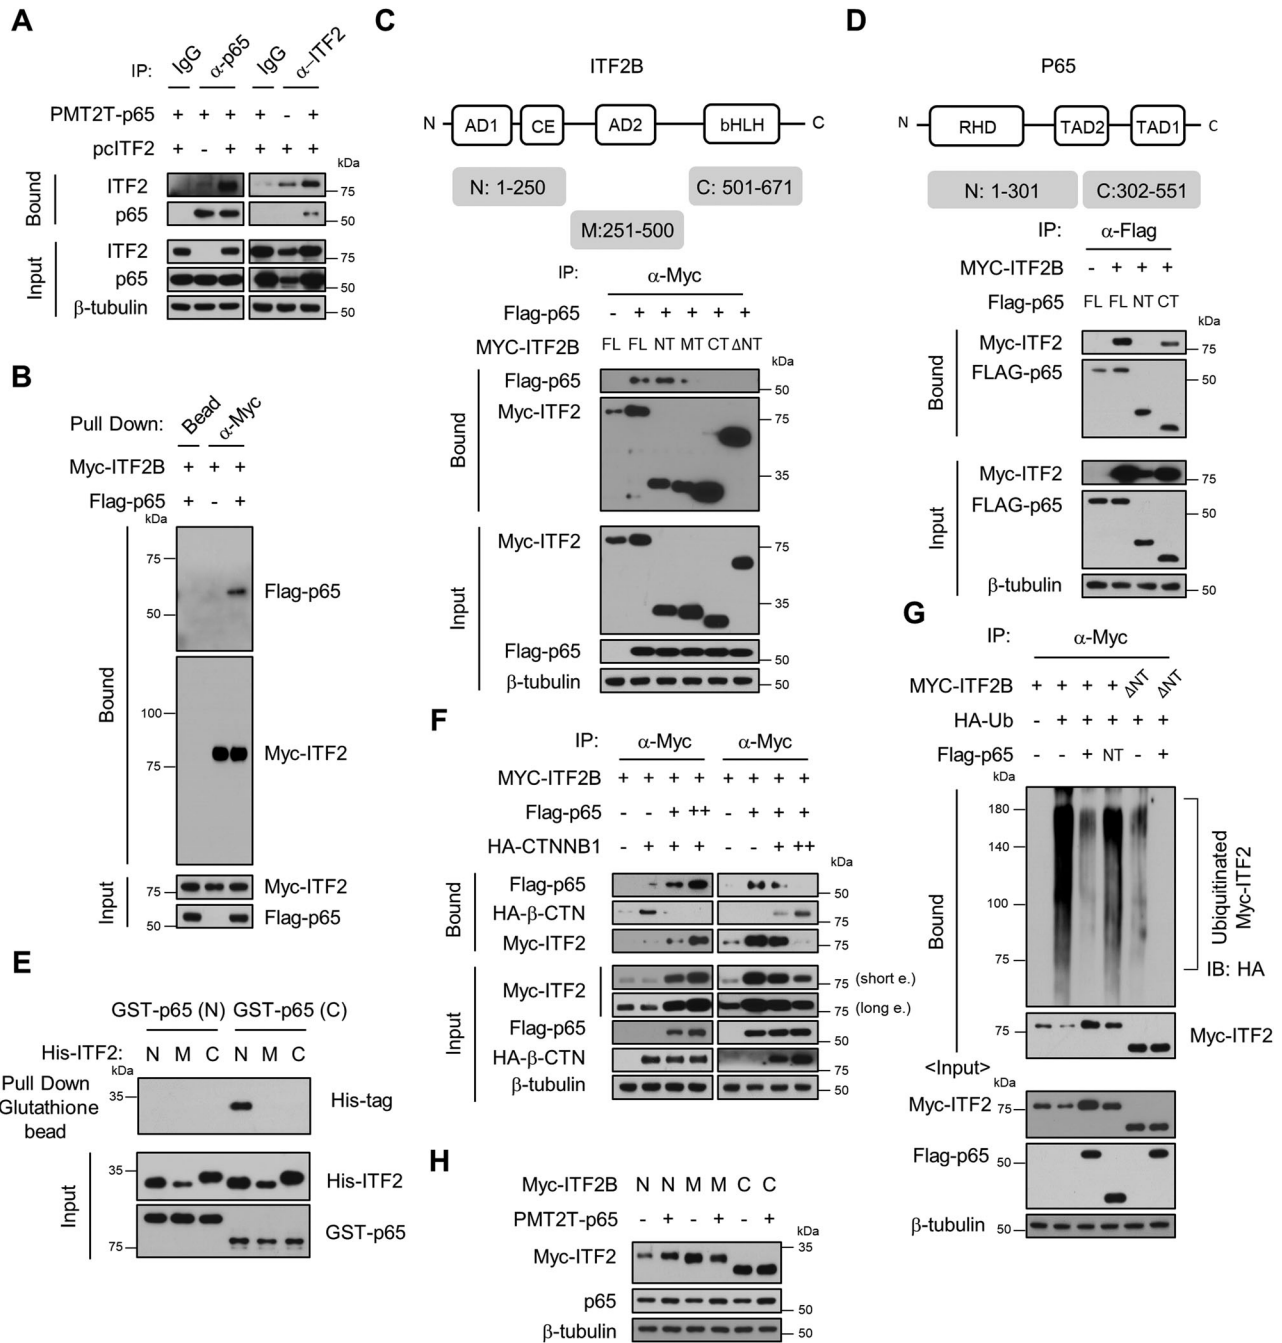 A
IP: IgG α-p65 IgG α–ITF2
PMT2T-p65 + + + + - +
pcITF2 + - + + + +
kDa
Bound
ITF2 75
p65 50
Input
ITF2 75
p65 50
β-tubulin 50
B
Pull Down: Bead α-Myc
Myc-ITF2B + + +
Flag-p65 + - +
kDa
Bound
75
Flag-p65
50
100
Myc-ITF2
75
Input
75 Myc-ITF2
50 Flag-p65
C
ITF2B
N AD1 CE AD2 bHLH C
N: 1-250 C: 501-671
M:251-500
IP: α-Myc
Flag-p65 - + + + + +
MYC-ITF2B FL FL NT MT CT ΔNT
kDa
Bound
Flag-p65 50
Myc-ITF2 75
35
Input
Myc-ITF2 75
35
Flag-p65 50
β-tubulin 50
D
P65
N RHD TAD2 TAD1 C
N: 1-301 C:302-551
IP: α-Flag
MYC-ITF2B - + + +
Flag-p65 FL FL NT CT
kDa
Bound
Myc-ITF2 75
FLAG-p65 50
Input
Myc-ITF2 75
FLAG-p65 50
β-tubulin 50
E
GST-p65 (N) GST-p65 (C)
His-ITF2: N M C N M C
kDa
Pull Down
Glutathione
bead
35 His-tag
Input
35 His-ITF2
GST-p65
75
F
IP: α-Myc α-Myc
MYC-ITF2B + + + + + + + +
Flag-p65 - - + ++ - + + +
HA-CTNNB1 - + + + - - + ++
kDa
Bound
Flag-p65 50
HA-β-CTN 75
Myc-ITF2 75
Input
Myc-ITF2 75 (short e.)
75 (long e.)
Flag-p65 50
HA-β-CTN 75
β-tubulin 50
G
IP: α-Myc
MYC-ITF2B + + + + ΔNT ΔNT
HA-Ub - + + + + +
Flag-p65 - - + NT - +
kDa
Bound
180
140
100
75
Ubiquitinated
Myc-ITF2
IB: HA
75 Myc-ITF2
<Input>
kDa
Myc-ITF2 75
Flag-p65 50
β-tubulin 50
H
Myc-ITF2B N N M M C C
PMT2T-p65 - + - + - +
kDa
Myc-ITF2 35
p65 50
β-tubulin 50